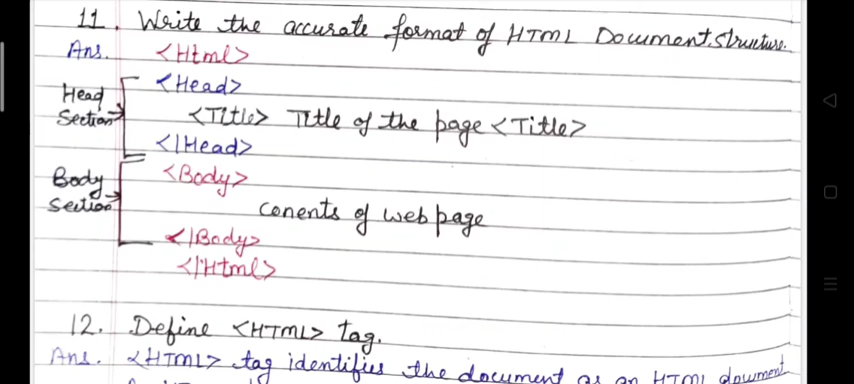 11. Write the accurate format of HTML Document.structure.
Ans. <Html>
<Head>
Head Section
<Title> Title of the page <Title>
</Head>
<Body>
Body Section
conents of web page
</Body>
</Html>
12. Define <HTML> tag.
Ans. <HTML> tag identifies the document as an HTML document